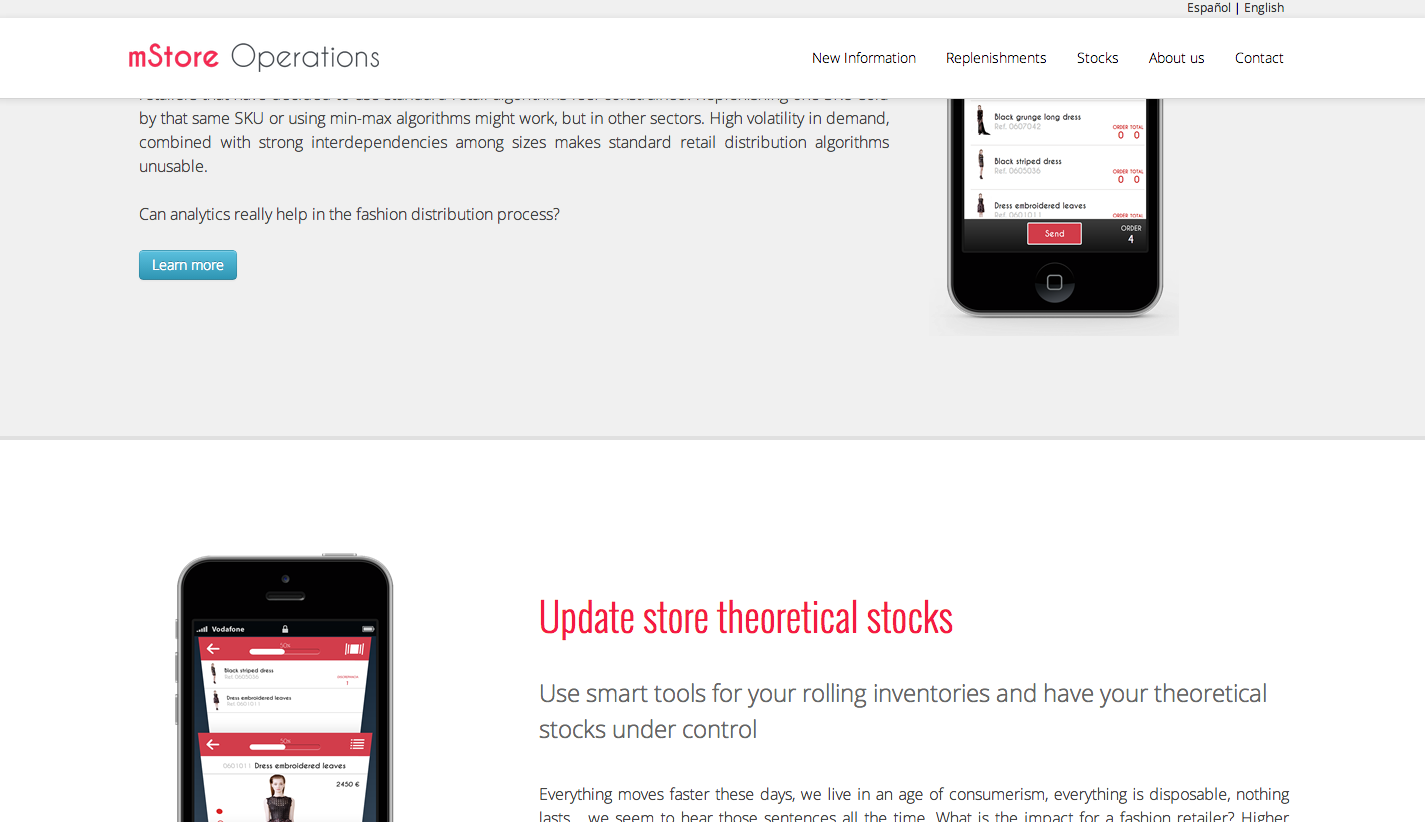 Español | English
mStore Operations
New Information Replenishments Stocks About us Contact
by that same SKU or using min-max algorithms might work, but in other sectors. High volatility in demand,
combined with strong interdependencies among sizes makes standard retail distribution algorithms
unusable.
Can analytics really help in the fashion distribution process?
Learn more
Black grunge long dress
Ref. 0607042
ORDER TOTAL
0 0
Black striped dress
Ref. 0605036
ORDER TOTAL
0 0
Dress embroidered leaves
Ref. 0601011
ORDER TOTAL
Send
ORDER
4
Vodafone
50%
Black striped dress
Ref. 0605036
1
Dress embroidered leaves
Ref. 0601011
50%
0601011 Dress embroidered leaves
2450 €
Update store theoretical stocks
Use smart tools for your rolling inventories and have your theoretical
stocks under control
Everything moves faster these days, we live in an age of consumerism, everything is disposable, nothing
lasts... we seem to hear those sentences all the time. What is the impact for a fashion retailer? Higher